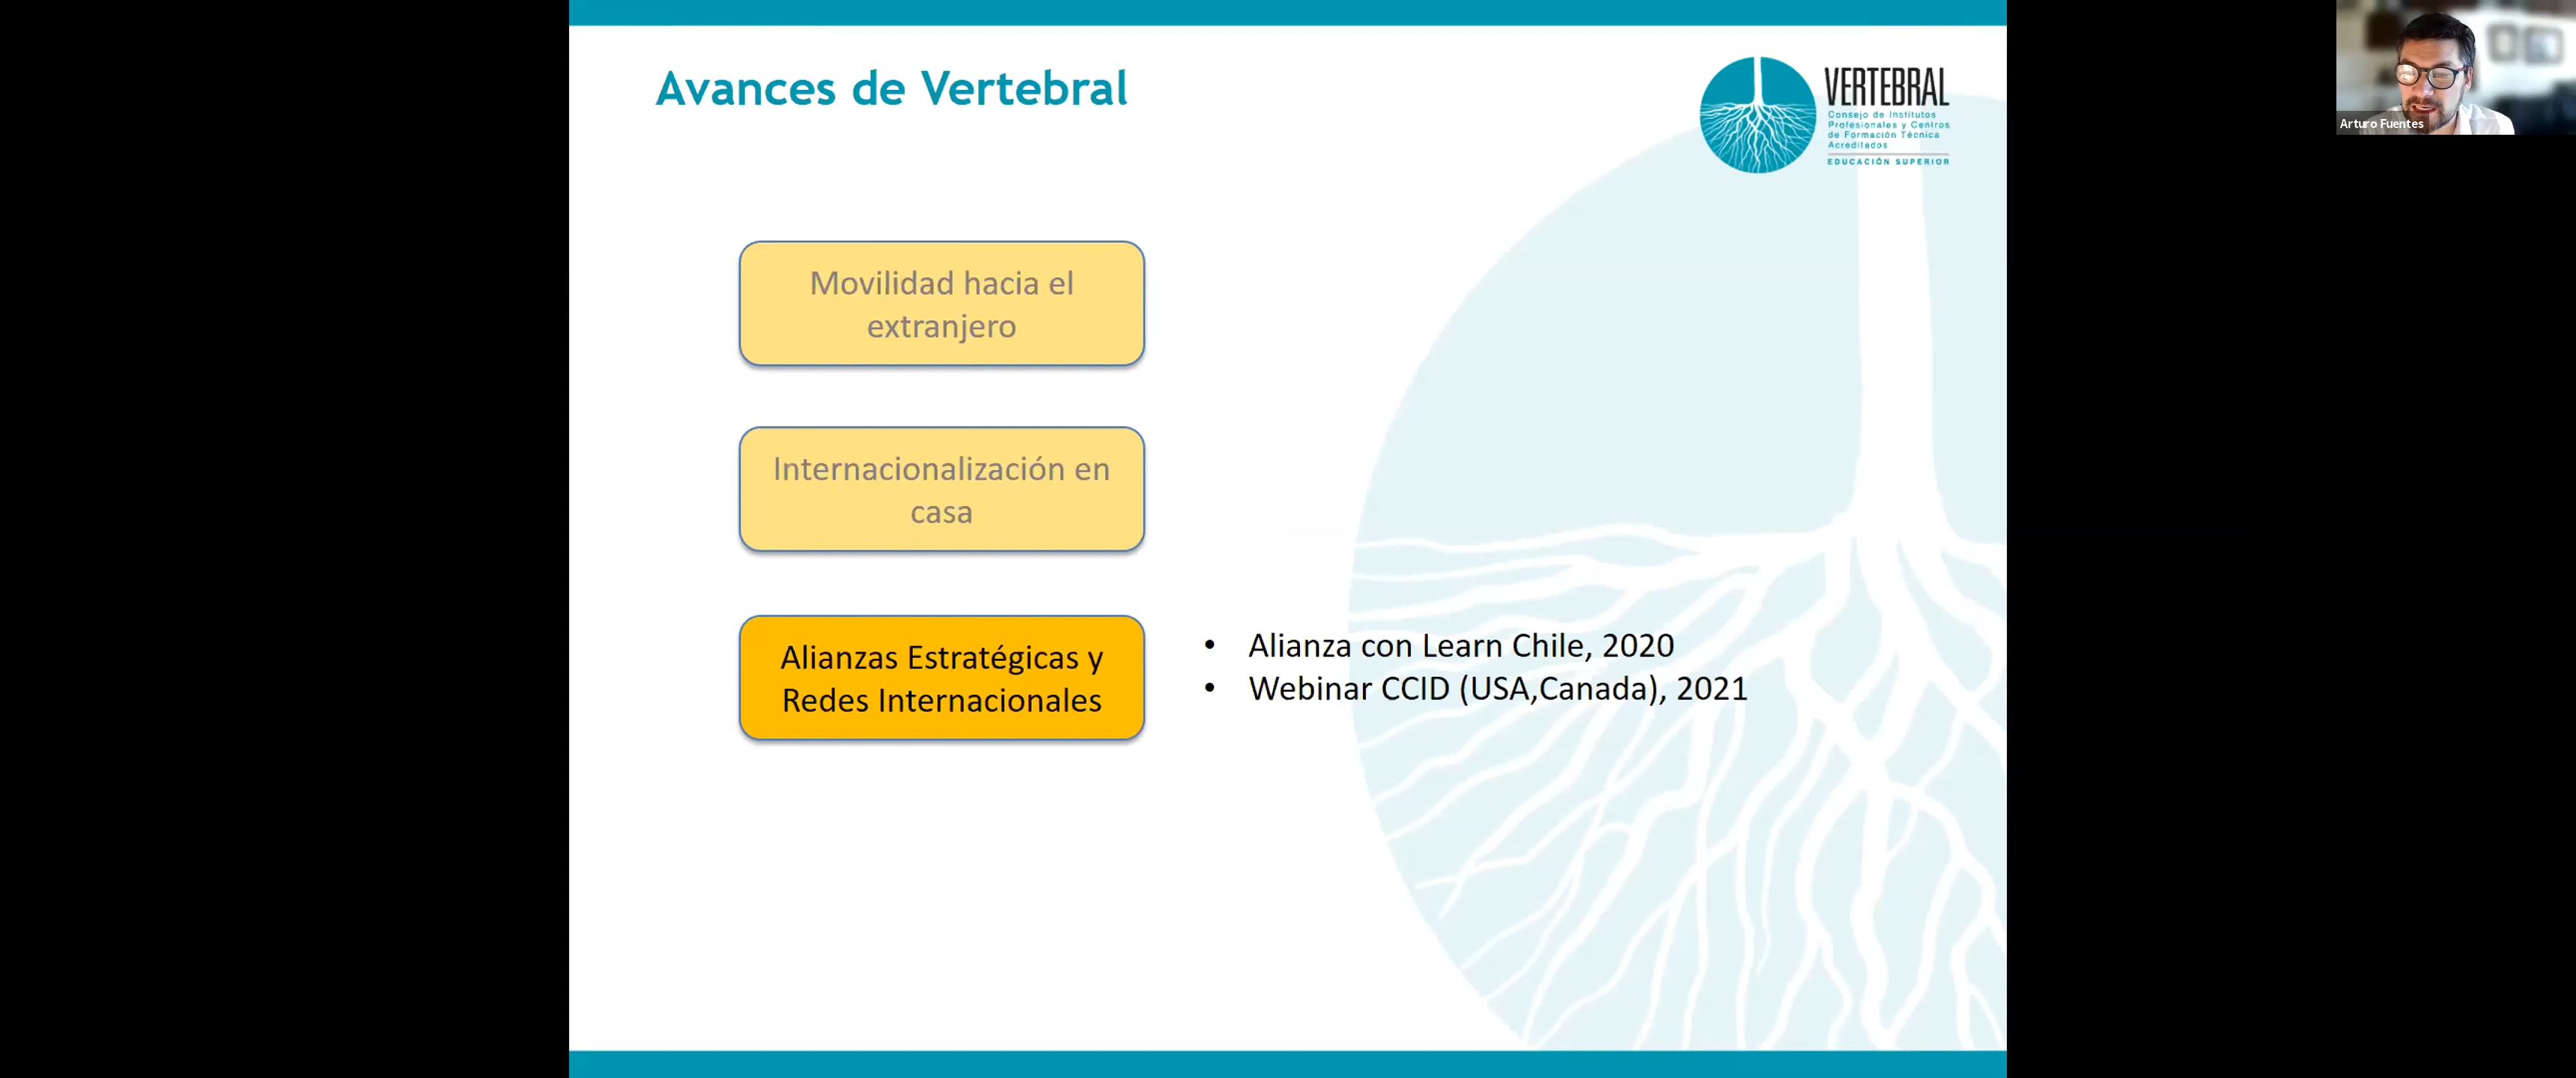 Avances de Vertebral
VERTEBRAL
Consejo de Institutos
Profesionales y Centros
de Formación Técnica
Acreditados
EDUCACIÓN SUPERIOR
Arturo Fuentes
Movilidad hacia el
extranjero
Internacionalización en
casa
Alianzas Estratégicas y
Redes Internacionales
• Alianza con Learn Chile, 2020
• Webinar CCID (USA,Canada), 2021